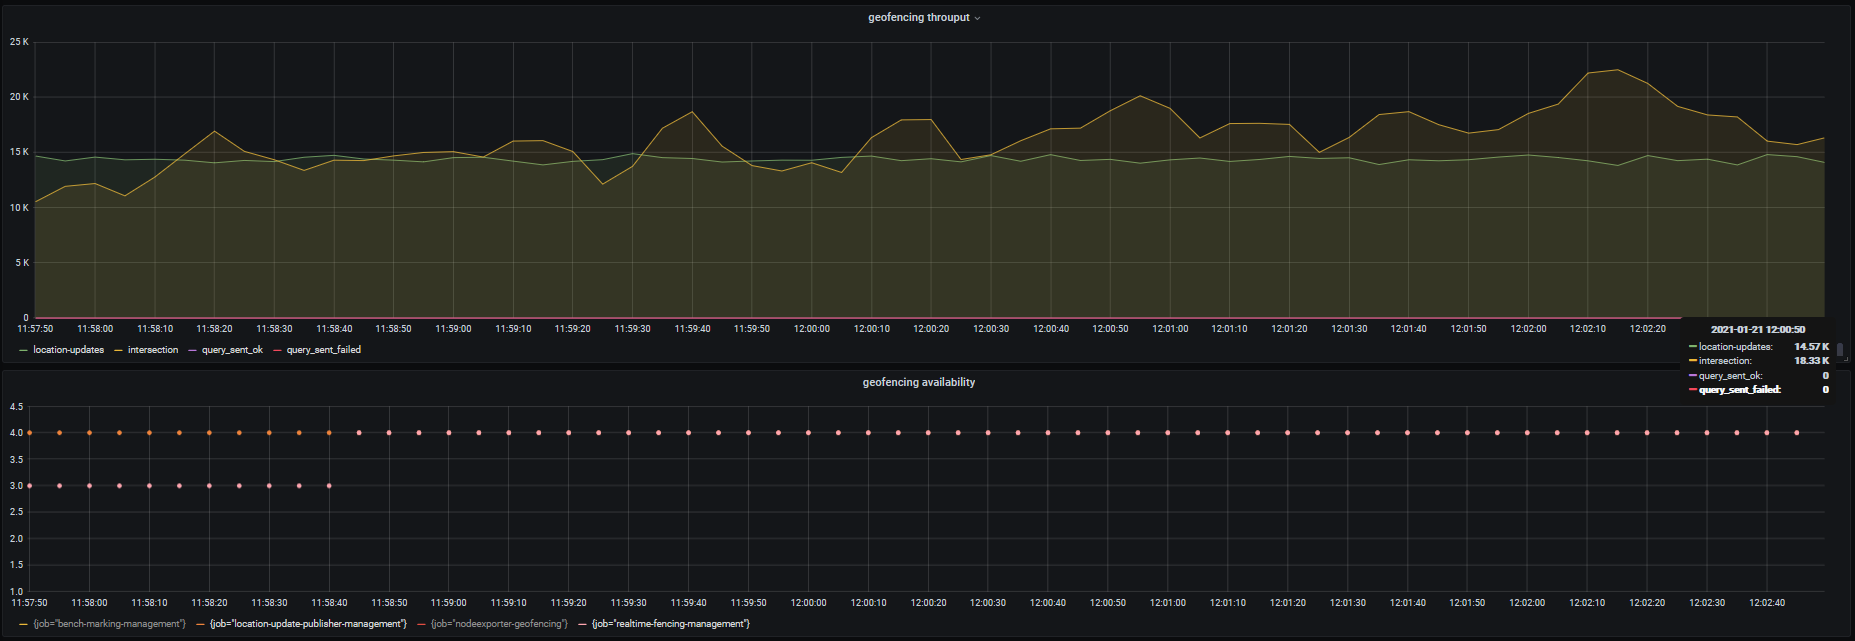 geofencing throuput
25 K
20 K
15 K
10 K
5 K
0
11:57:50 11:58:00 11:58:10 11:58:20 11:58:30 11:58:40 11:58:50 11:59:00 11:59:10 11:59:20 11:59:30 11:59:40 11:59:50 12:00:00 12:00:10 12:00:20 12:00:30 12:00:40 12:00:50 12:01:00 12:01:10 12:01:20 12:01:30 12:01:40 12:01:50 12:02:00 12:02:10 12:02:20
location-updates intersection query_sent_ok query_sent_failed
2021-01-21 12:00:50
location-updates: 14.57 K
intersection: 18.33 K
query_sent_ok: 0
query_sent_failed: 0
geofencing availability
4.5
4.0
3.5
3.0
2.5
2.0
1.5
1.0
11:57:50 11:58:00 11:58:10 11:58:20 11:58:30 11:58:40 11:58:50 11:59:00 11:59:10 11:59:20 11:59:30 11:59:40 11:59:50 12:00:00 12:00:10 12:00:20 12:00:30 12:00:40 12:00:50 12:01:00 12:01:10 12:01:20 12:01:30 12:01:40 12:01:50 12:02:00 12:02:10 12:02:20 12:02:30 12:02:40
{job="bench-marking-management"} {job="location-update-publisher-management"} {job="nodeexporter-geofencing"} {job="realtime-fencing-management"}